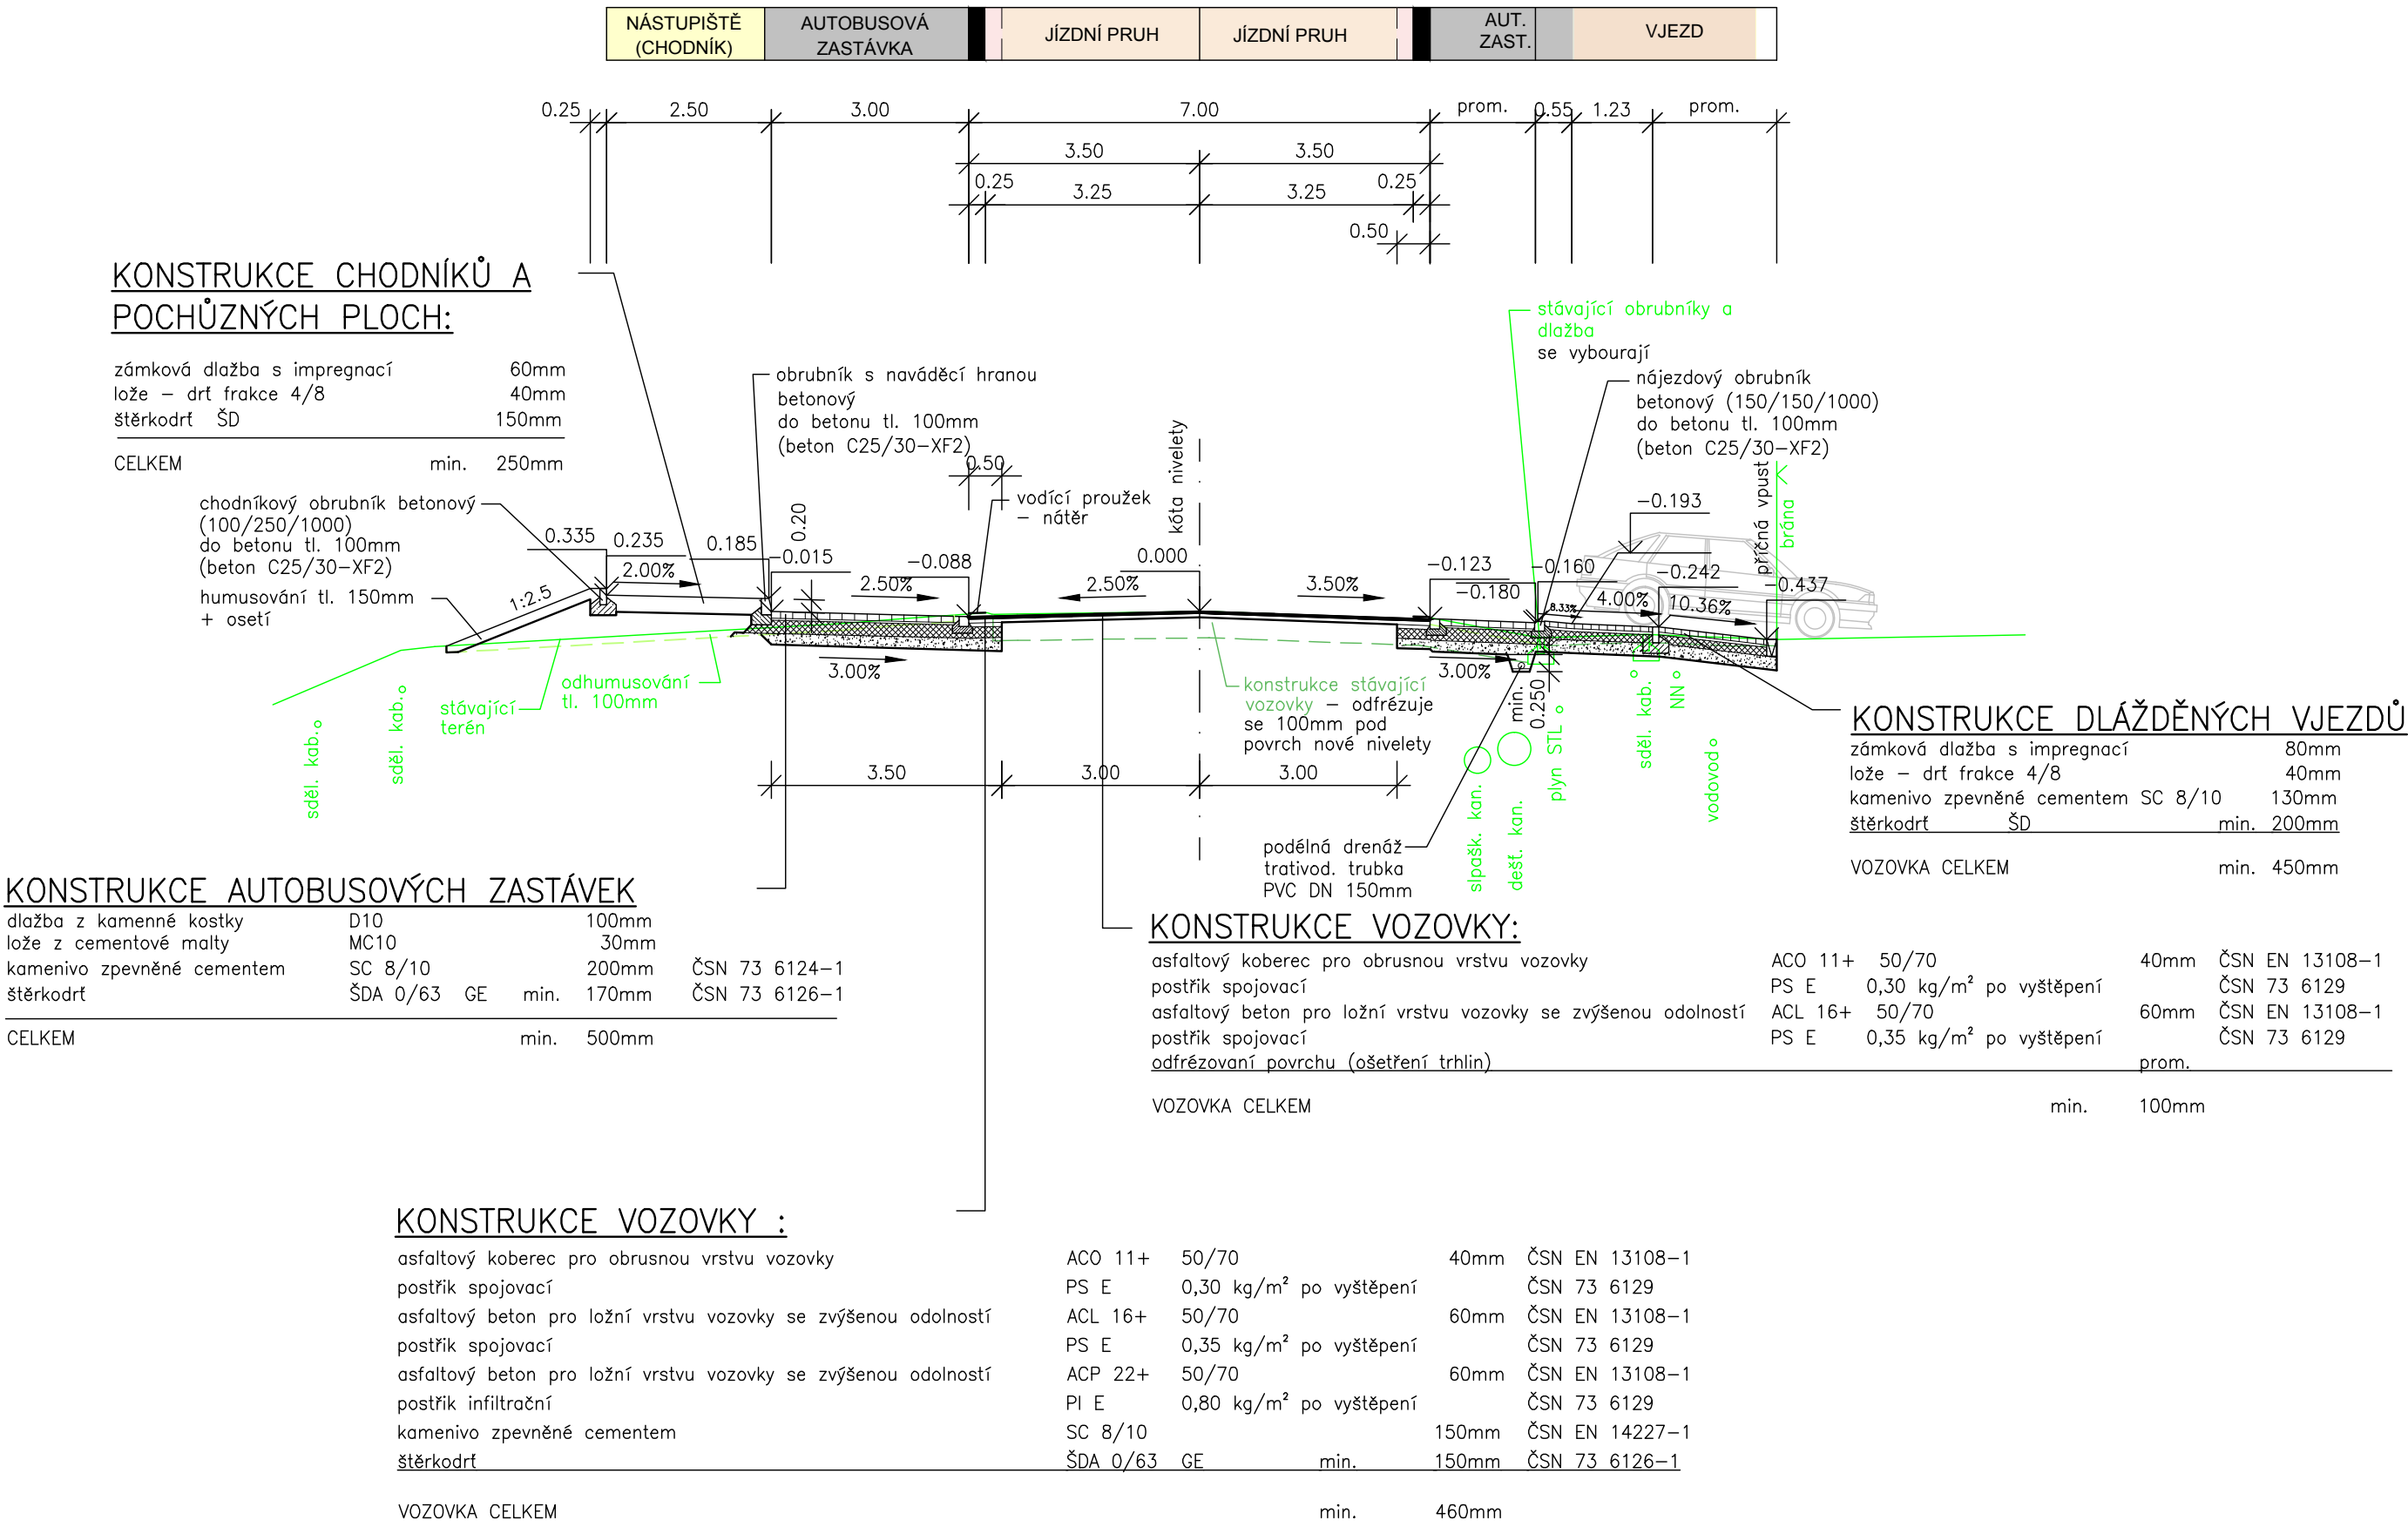 NÁSTUPIŠTĚ
(CHODNÍK)
AUTOBUSOVÁ
ZASTÁVKA
JÍZDNÍ PRUH
JÍZDNÍ PRUH
AUT.
ZAST.
VJEZD
0.25
2.50
3.00
7.00
prom.
0.55
1.23
prom.
3.50
3.50
0.25
3.25
3.25
0.25
0.50
KONSTRUKCE CHODNÍKŮ A
POCHŮZNÝCH PLOCH:
zámková dlažba s impregnací 60mm
lože – drť frakce 4/8 40mm
štěrkodrť ŠD 150mm
CELKEM min. 250mm
obrubník s naváděcí hranou
betonový
do betonu tl. 100mm
(beton C25/30–XF2)
0.50
vodící proužek
– nátěr
kóta nivelety
stávající obrubníky a
dlažba
se vybourají
nájezdový obrubník
betonový (150/150/1000)
do betonu tl. 100mm
(beton C25/30–XF2)
příčná vpust
brána
chodníkový obrubník betonový
(100/250/1000)
do betonu tl. 100mm
(beton C25/30–XF2)
humusování tl. 150mm
+ osetí
1:2.5
0.335
0.235
2.00%
0.185
0.20
–0.015
2.50%
–0.088
2.50%
0.000
3.50%
–0.123
–0.180
–0.160
–0.193
–0.242
–0.437
8.33%
4.00%
10.36%
3.00%
3.00%
min.
0.250
sděl. kab.
sděl. kab.
stávající
terén
odhumusování
tl. 100mm
konstrukce stávající
vozovky – odfrézuje
se 100mm pod
povrch nové nivelety
3.50
3.00
3.00
slpašk. kan.
dešť. kan.
plyn STL
sděl. kab.
NN
vodovod
podélná drenáž
trativod. trubka
PVC DN 150mm
KONSTRUKCE DLÁŽDĚNÝCH VJEZDŮ
zámková dlažba s impregnací 80mm
lože – drť frakce 4/8 40mm
kamenivo zpevněné cementem SC 8/10 130mm
štěrkodrť ŠD min. 200mm
VOZOVKA CELKEM min. 450mm
KONSTRUKCE AUTOBUSOVÝCH ZASTÁVEK
dlažba z kamenné kostky D10 100mm
lože z cementové malty MC10 30mm
kamenivo zpevněné cementem SC 8/10 200mm ČSN 73 6124–1
štěrkodrť ŠDA 0/63 GE min. 170mm ČSN 73 6126–1
CELKEM min. 500mm
KONSTRUKCE VOZOVKY:
asfaltový koberec pro obrusnou vrstvu vozovky ACO 11+ 50/70 40mm ČSN EN 13108–1
postřik spojovací PS E 0,30 kg/m² po vyštěpení ČSN 73 6129
asfaltový beton pro ložní vrstvu vozovky se zvýšenou odolností ACL 16+ 50/70 60mm ČSN EN 13108–1
postřik spojovací PS E 0,35 kg/m² po vyštěpení ČSN 73 6129
odfrézovaní povrchu (ošetření trhlin) prom.
VOZOVKA CELKEM min. 100mm
KONSTRUKCE VOZOVKY :
asfaltový koberec pro obrusnou vrstvu vozovky ACO 11+ 50/70 40mm ČSN EN 13108–1
postřik spojovací PS E 0,30 kg/m² po vyštěpení ČSN 73 6129
asfaltový beton pro ložní vrstvu vozovky se zvýšenou odolností ACL 16+ 50/70 60mm ČSN EN 13108–1
postřik spojovací PS E 0,35 kg/m² po vyštěpení ČSN 73 6129
asfaltový beton pro ložní vrstvu vozovky se zvýšenou odolností ACP 22+ 50/70 60mm ČSN EN 13108–1
postřik infiltrační PI E 0,80 kg/m² po vyštěpení ČSN 73 6129
kamenivo zpevněné cementem SC 8/10 150mm ČSN EN 14227–1
štěrkodrť ŠDA 0/63 GE min. 150mm ČSN 73 6126–1
VOZOVKA CELKEM min. 460mm